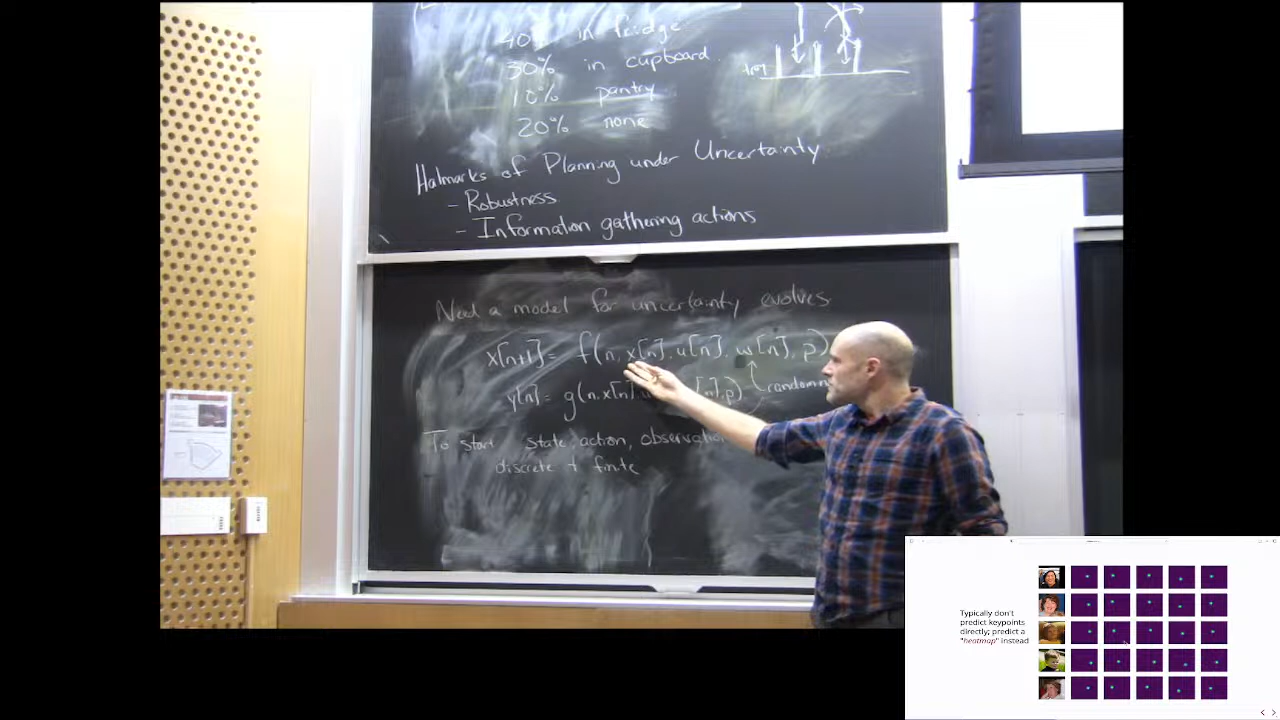 40% in fridge
30% in cupboard
10% pantry
20% none
tray
Halmarks of Planning under Uncertainty
- Robustness
- Information gathering actions
Need a model for uncertainty evolves
x[n+1] = f(n, x[n], u[n], w[n], p)
y[n] = g(n, x[n], [n], p)
To start state, action, observation
discrete + finite
Typically don't
predict keypoints
directly; predict a
"heatmap" instead